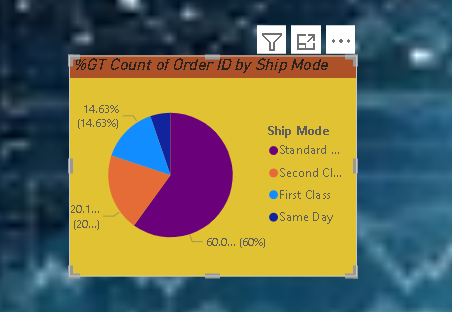 %GT Count of Order ID by Ship Mode
14.63%
(14.63%)
20.1...
(20...)
60.0... (60%)
Ship Mode
Standard ...
Second Cl...
First Class
Same Day